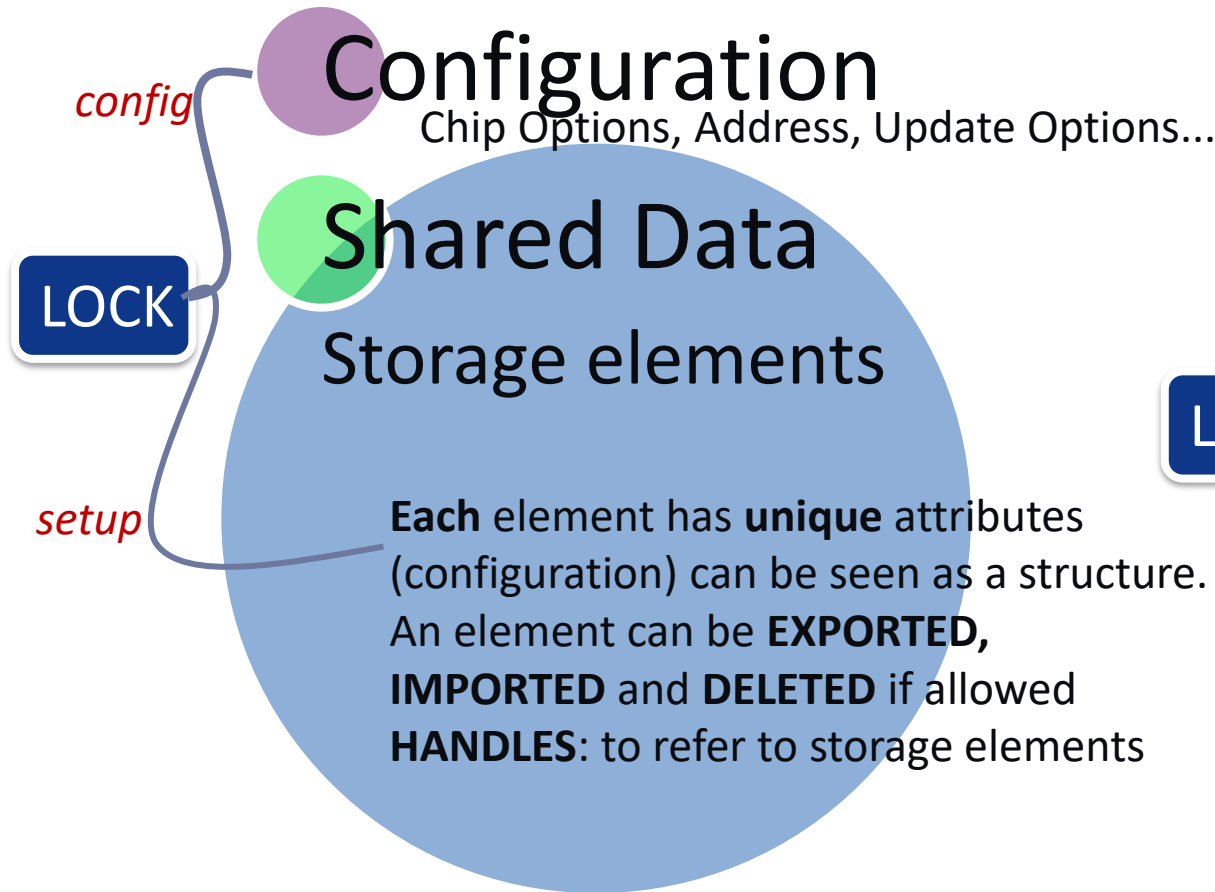 Configuration
config
Chip Options, Address, Update Options...
Shared Data
LOCK
Storage elements
setup
Each element has unique attributes
(configuration) can be seen as a structure.
An element can be EXPORTED,
IMPORTED and DELETED if allowed
HANDLES: to refer to storage elements